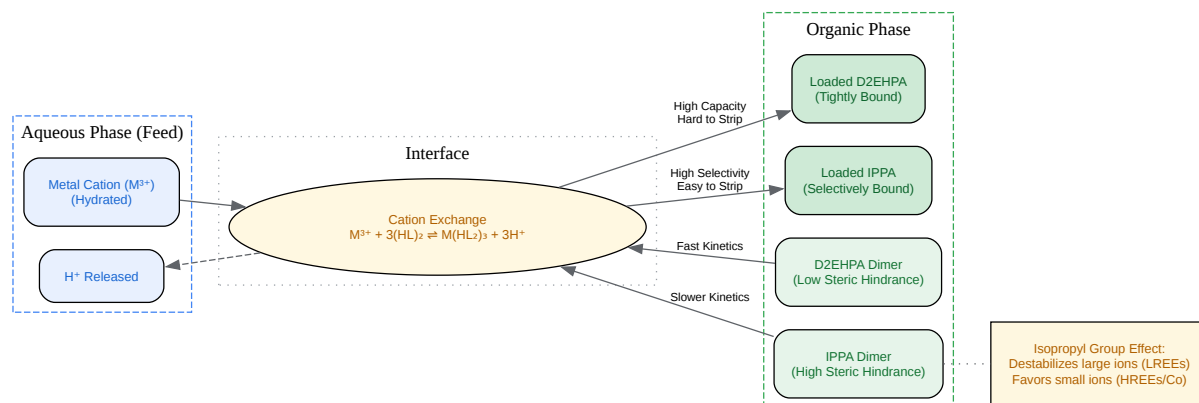 Aqueous Phase (Feed)
Metal Cation (M³⁺)
(Hydrated)
H⁺ Released
Interface
Cation Exchange
M³⁺ + 3(HL)₂ ⇌ M(HL₂)₃ + 3H⁺
High Capacity
Hard to Strip
High Selectivity
Easy to Strip
Fast Kinetics
Slower Kinetics
Organic Phase
Loaded D2EHPA
(Tightly Bound)
Loaded IPPA
(Selectively Bound)
D2EHPA Dimer
(Low Steric Hindrance)
IPPA Dimer
(High Steric Hindrance)
Isopropyl Group Effect:
Destabilizes large ions (LREEs)
Favors small ions (HREEs/Co)